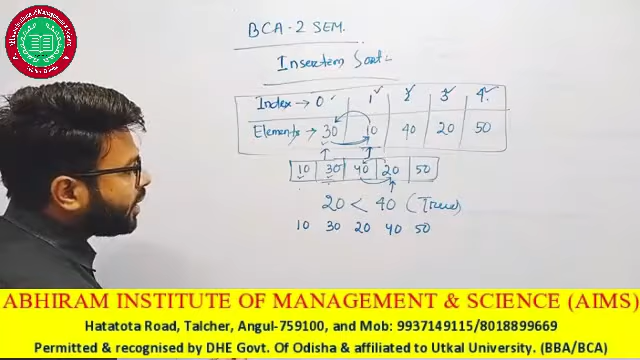 BCA-2 SEM.
Insertion Sort-
Index → 0 1 2 3 4
Elements → 30 10 40 20 50
10 30 40 20 50
20 < 40 (True)
10 30 20 40 50
ABHIRAM INSTITUTE OF MANAGEMENT & SCIENCE (AIMS)
Hatatota Road, Talcher, Angul-759100, and Mob: 9937149115/8018899669
Permitted & recognised by DHE Govt. Of Odisha & affiliated to Utkal University. (BBA/BCA)